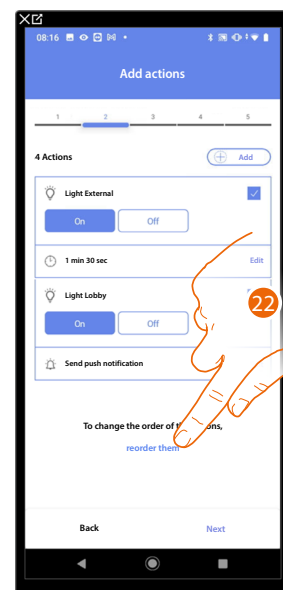 08:16
Add actions
1 2 3 4 5
4 Actions
Add
Light External
On Off
1 min 30 sec Edit
Light Lobby
22
On Off
Send push notification
To change the order of
reorder them
Back Next